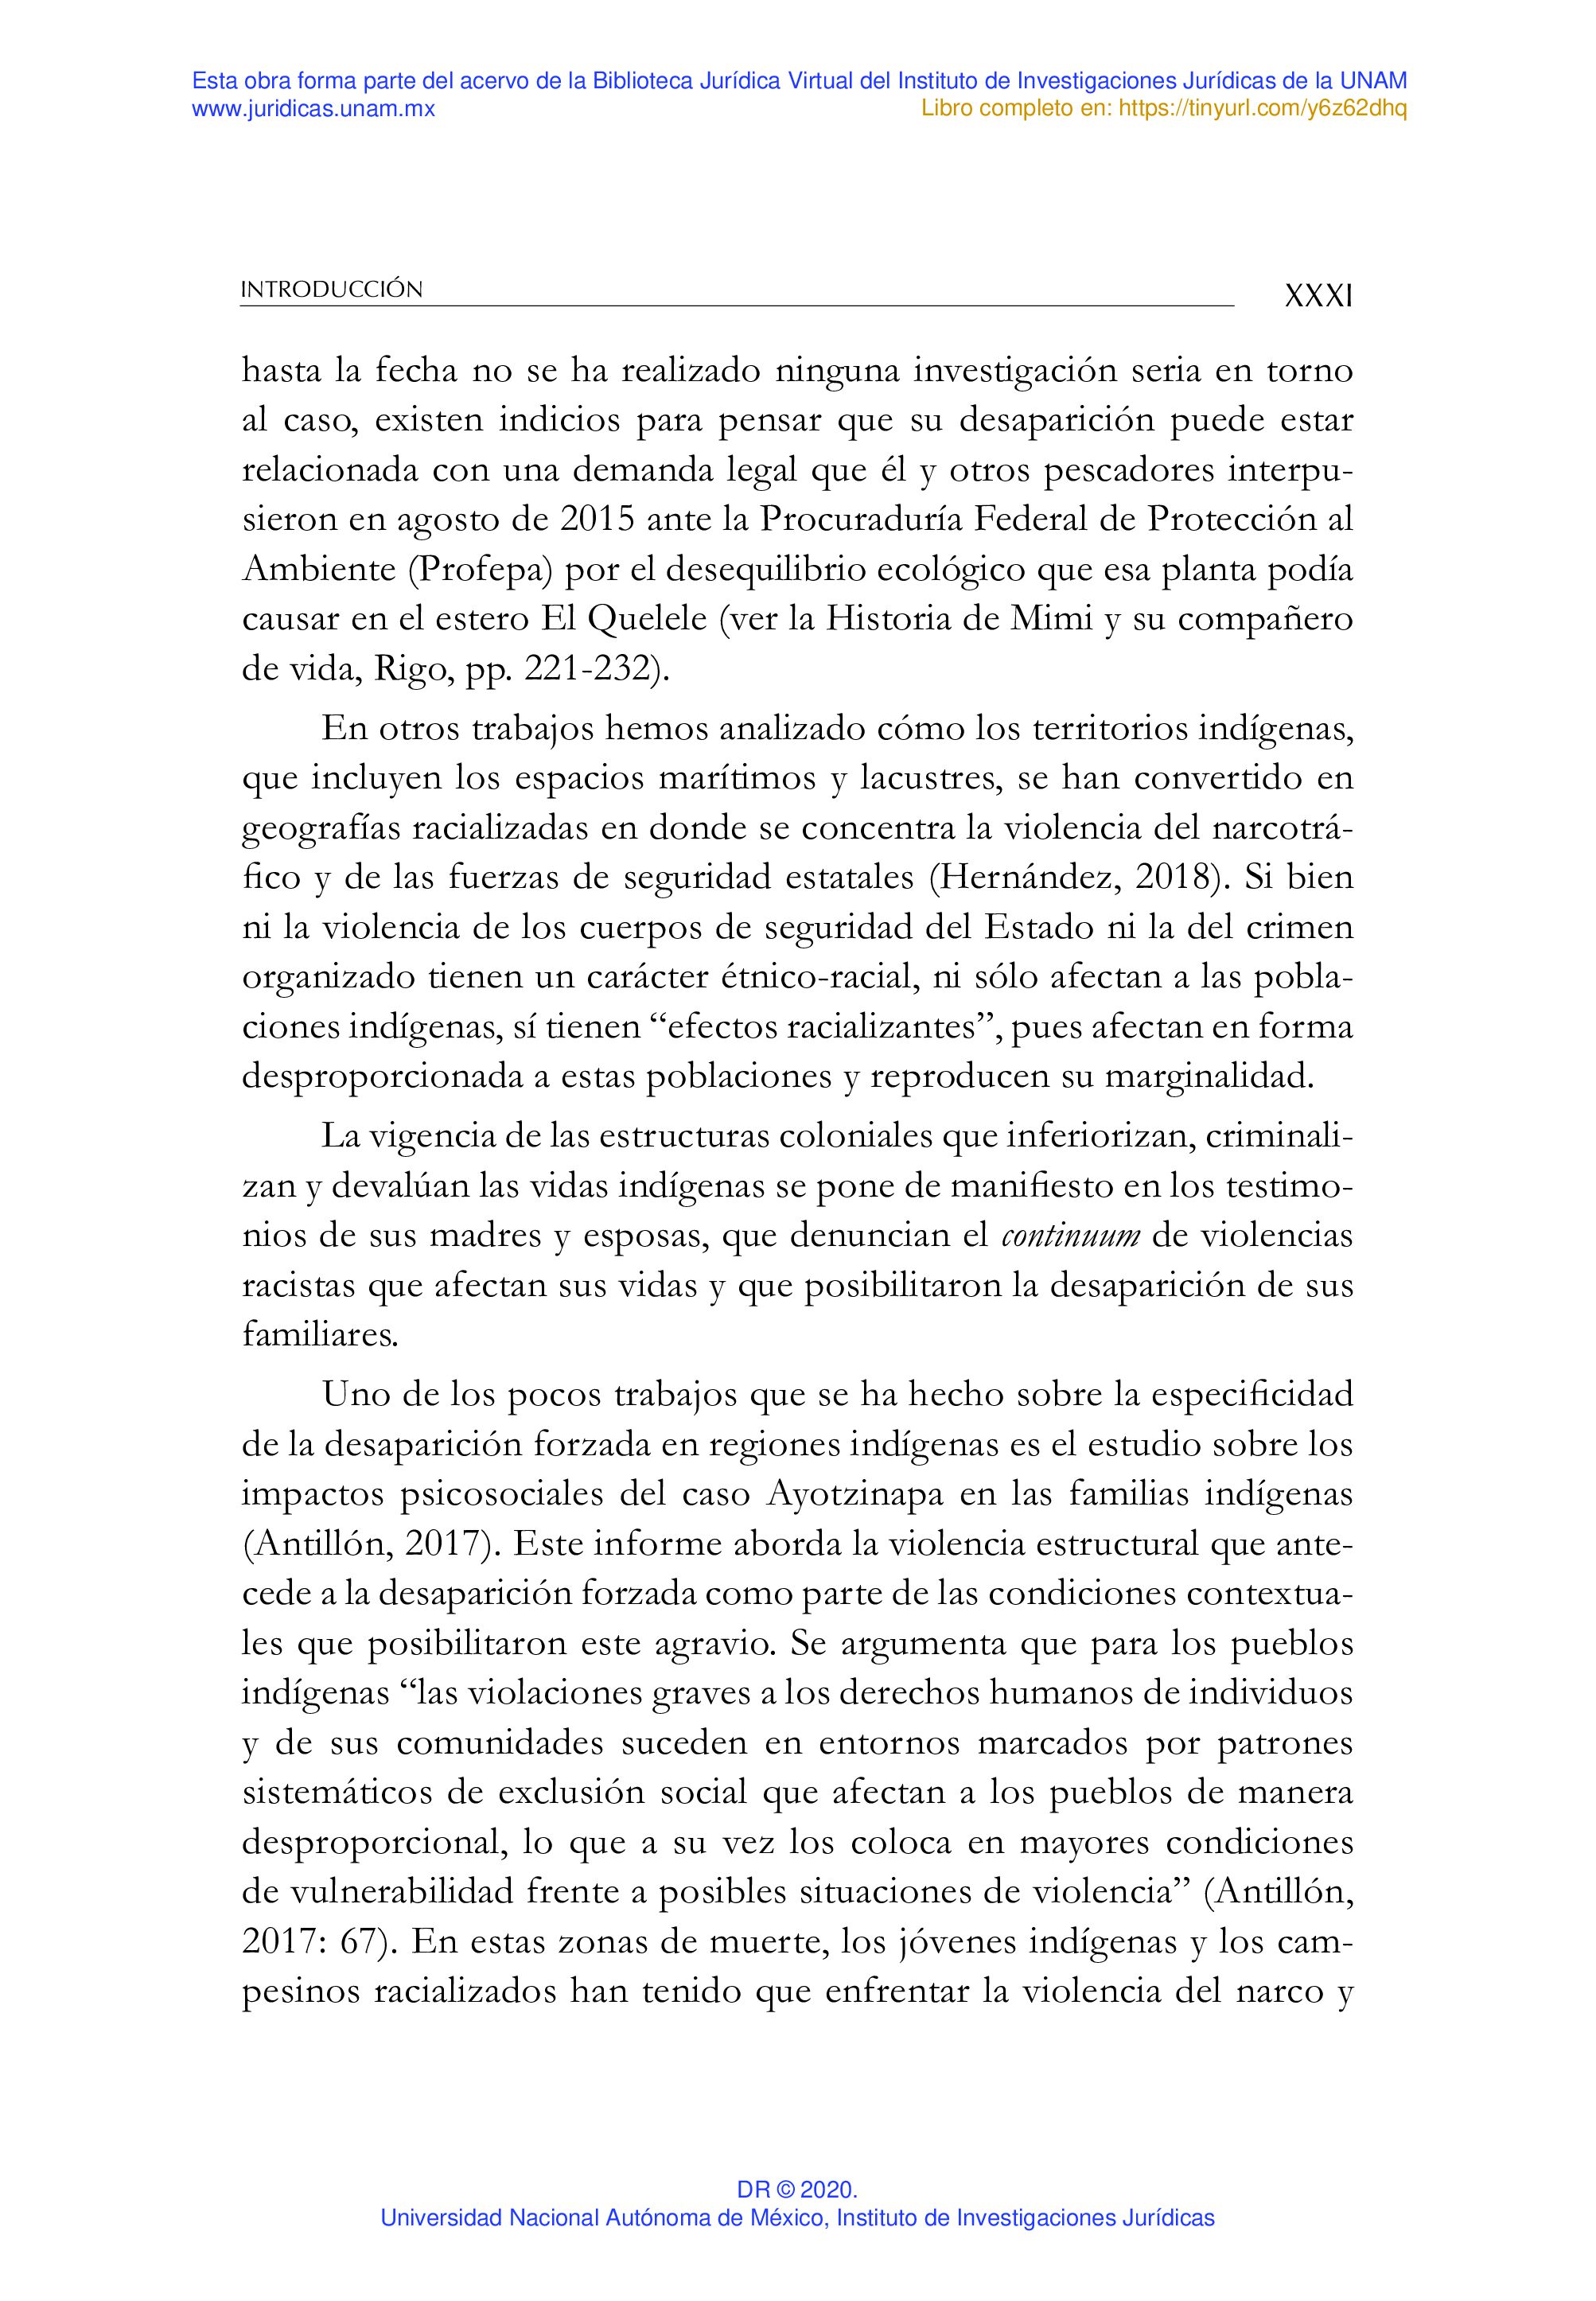 Esta obra forma parte del acervo de la Biblioteca Jurídica Virtual del Instituto de Investigaciones Jurídicas de la UNAM
www.juridicas.unam.mx
Libro completo en: https://tinyurl.com/y6z62dhq
INTRODUCCIÓN
XXXI
hasta la fecha no se ha realizado ninguna investigación seria en torno
al caso, existen indicios para pensar que su desaparición puede estar
relacionada con una demanda legal que él y otros pescadores interpu-
sieron en agosto de 2015 ante la Procuraduría Federal de Protección al
Ambiente (Profepa) por el desequilibrio ecológico que esa planta podía
causar en el estero El Quelele (ver la Historia de Mimi y su compañero
de vida, Rigo, pp. 221-232).
En otros trabajos hemos analizado cómo los territorios indígenas,
que incluyen los espacios marítimos y lacustres, se han convertido en
geografías racializadas en donde se concentra la violencia del narcotrá-
fico y de las fuerzas de seguridad estatales (Hernández, 2018). Si bien
ni la violencia de los cuerpos de seguridad del Estado ni la del crimen
organizado tienen un carácter étnico-racial, ni sólo afectan a las pobla-
ciones indígenas, sí tienen “efectos racializantes”, pues afectan en forma
desproporcionada a estas poblaciones y reproducen su marginalidad.
La vigencia de las estructuras coloniales que inferiorizan, criminali-
zan y devalúan las vidas indígenas se pone de manifiesto en los testimo-
nios de sus madres y esposas, que denuncian el continuum de violencias
racistas que afectan sus vidas y que posibilitaron la desaparición de sus
familiares.
Uno de los pocos trabajos que se ha hecho sobre la especificidad
de la desaparición forzada en regiones indígenas es el estudio sobre los
impactos psicosociales del caso Ayotzinapa en las familias indígenas
(Antillón, 2017). Este informe aborda la violencia estructural que ante-
cede a la desaparición forzada como parte de las condiciones contextua-
les que posibilitaron este agravio. Se argumenta que para los pueblos
indígenas “las violaciones graves a los derechos humanos de individuos
y de sus comunidades suceden en entornos marcados por patrones
sistemáticos de exclusión social que afectan a los pueblos de manera
desproporcional, lo que a su vez los coloca en mayores condiciones
de vulnerabilidad frente a posibles situaciones de violencia” (Antillón,
2017: 67). En estas zonas de muerte, los jóvenes indígenas y los cam-
pesinos racializados han tenido que enfrentar la violencia del narco y
DR © 2020.
Universidad Nacional Autónoma de México, Instituto de Investigaciones Jurídicas